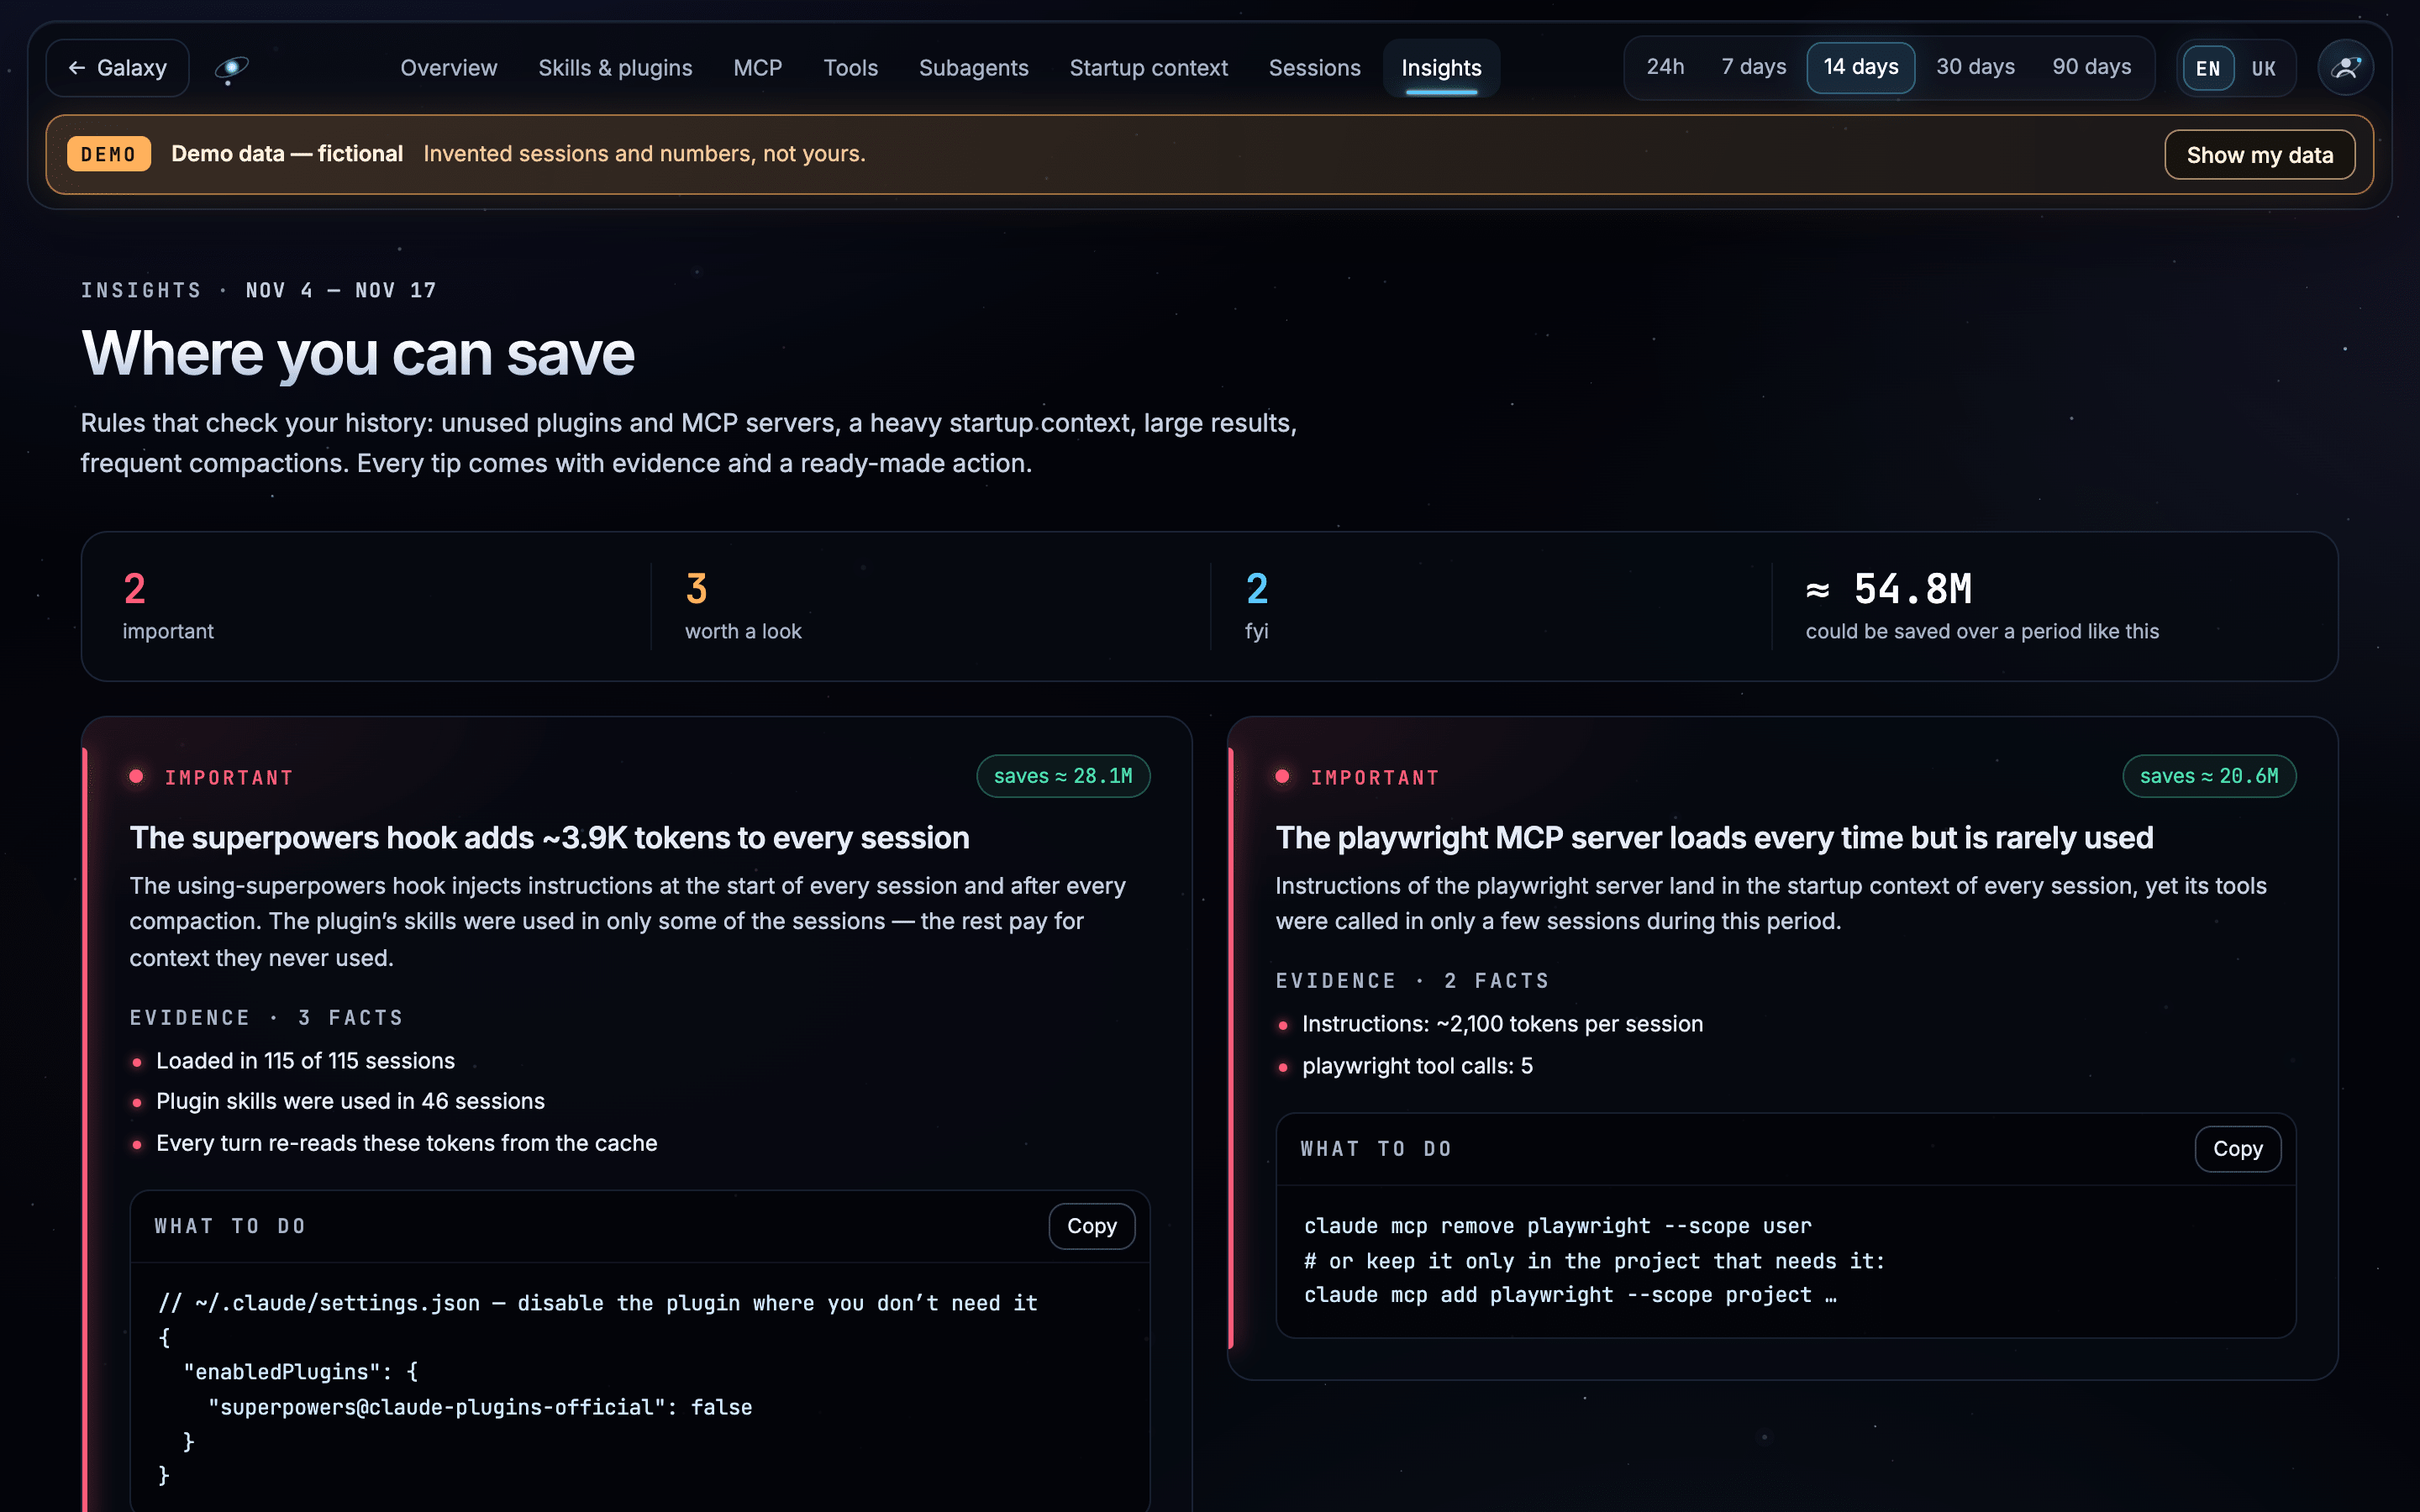 ← Galaxy
Overview
Skills & plugins
MCP
Tools
Subagents
Startup context
Sessions
Insights
24h
7 days
14 days
30 days
90 days
EN
UK
DEMO
Demo data — fictional
Invented sessions and numbers, not yours.
Show my data
INSIGHTS · NOV 4 — NOV 17
Where you can save
Rules that check your history: unused plugins and MCP servers, a heavy startup context, large results,
frequent compactions. Every tip comes with evidence and a ready-made action.
2
important
3
worth a look
2
fyi
≈ 54.8M
could be saved over a period like this
IMPORTANT
saves ≈ 28.1M
The superpowers hook adds ~3.9K tokens to every session
The using-superpowers hook injects instructions at the start of every session and after every
compaction. The plugin’s skills were used in only some of the sessions — the rest pay for
context they never used.
EVIDENCE · 3 FACTS
Loaded in 115 of 115 sessions
Plugin skills were used in 46 sessions
Every turn re-reads these tokens from the cache
WHAT TO DO
Copy
// ~/.claude/settings.json — disable the plugin where you don’t need it
{
"enabledPlugins": {
"superpowers@claude-plugins-official": false
}
}
IMPORTANT
saves ≈ 20.6M
The playwright MCP server loads every time but is rarely used
Instructions of the playwright server land in the startup context of every session, yet its tools
were called in only a few sessions during this period.
EVIDENCE · 2 FACTS
Instructions: ~2,100 tokens per session
playwright tool calls: 5
WHAT TO DO
Copy
claude mcp remove playwright --scope user
# or keep it only in the project that needs it:
claude mcp add playwright --scope project …